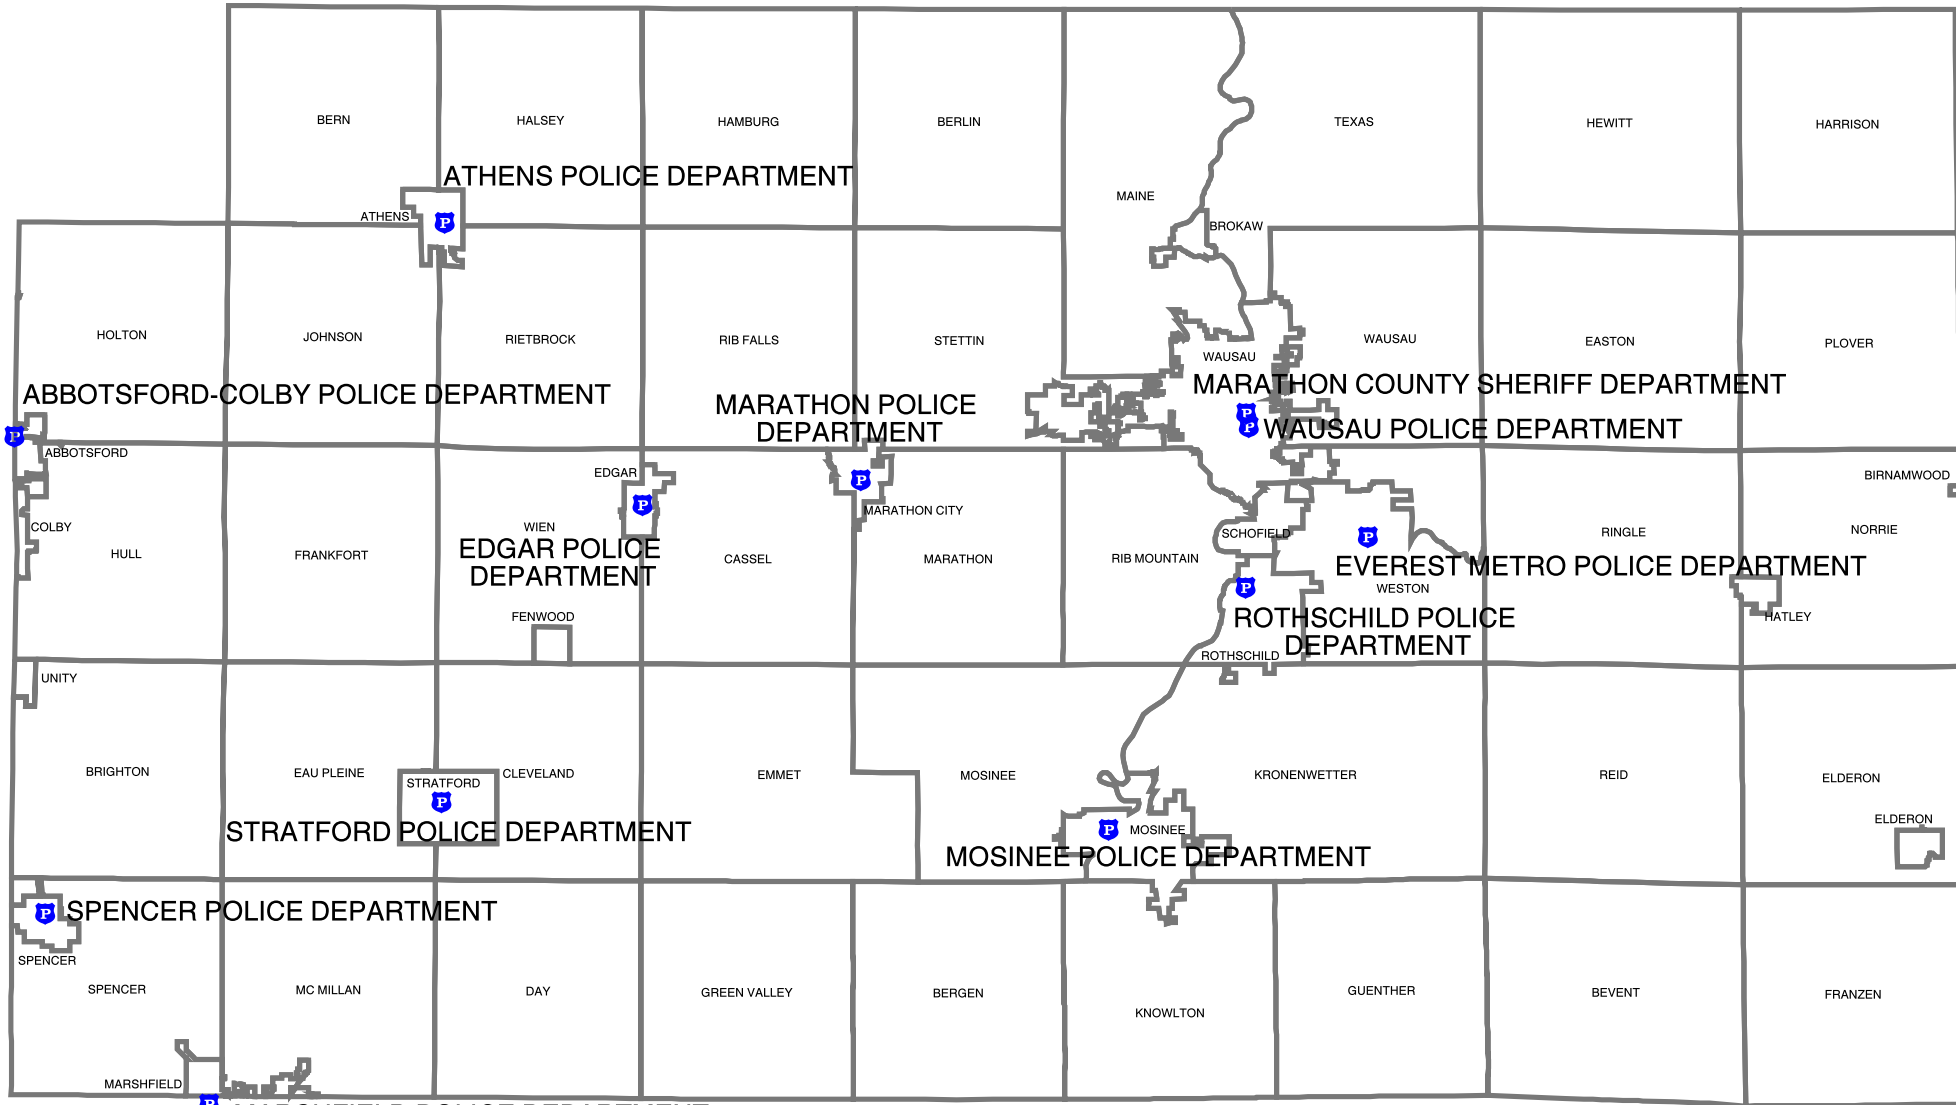 BERN
HALSEY
HAMBURG
BERLIN
TEXAS
HEWITT
HARRISON
ATHENS POLICE DEPARTMENT
MAINE
ATHENS
P
BROKAW
HOLTON
JOHNSON
RIETBROCK
RIB FALLS
STETTIN
WAUSAU
EASTON
PLOVER
WAUSAU
MARATHON COUNTY SHERIFF DEPARTMENT
ABBOTSFORD-COLBY POLICE DEPARTMENT
MARATHON POLICE
DEPARTMENT
P
P
WAUSAU POLICE DEPARTMENT
P
ABBOTSFORD
EDGAR
P
MARATHON CITY
BIRNAMWOOD
P
COLBY
WIEN
SCHOFIELD
P
RINGLE
NORRIE
HULL
FRANKFORT
EDGAR POLICE
DEPARTMENT
CASSEL
MARATHON
RIB MOUNTAIN
EVEREST METRO POLICE DEPARTMENT
P
WESTON
FENWOOD
ROTHSCHILD POLICE
DEPARTMENT
HATLEY
ROTHSCHILD
UNITY
BRIGHTON
EAU PLEINE
STRATFORD
CLEVELAND
EMMET
MOSINEE
KRONENWETTER
REID
ELDERON
P
STRATFORD POLICE DEPARTMENT
P
MOSINEE
ELDERON
MOSINEE POLICE DEPARTMENT
P
SPENCER POLICE DEPARTMENT
SPENCER
SPENCER
MC MILLAN
DAY
GREEN VALLEY
BERGEN
KNOWLTON
GUENTHER
BEVENT
FRANZEN
MARSHFIELD
P